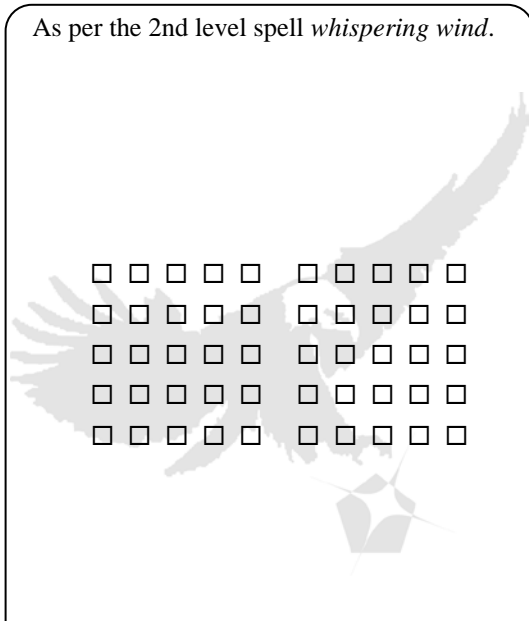 As per the 2nd level spell whispering wind.